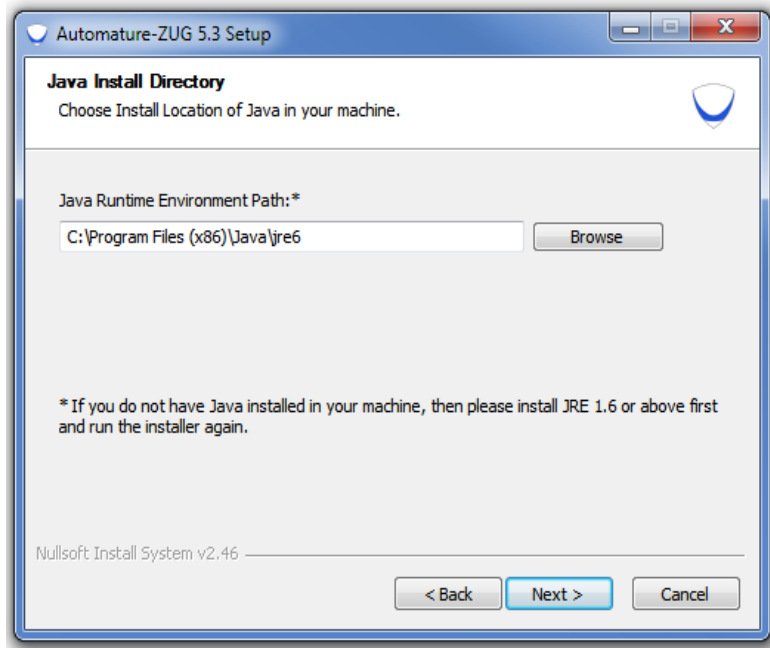 Automature-ZUG 5.3 Setup
Java Install Directory
Choose Install Location of Java in your machine.
Java Runtime Environment Path:*
C:\Program Files (x86)\Java\jre6
Browse
* If you do not have Java installed in your machine, then please install JRE 1.6 or above first
and run the installer again.
Nullsoft Install System v2.46
< Back Next > Cancel